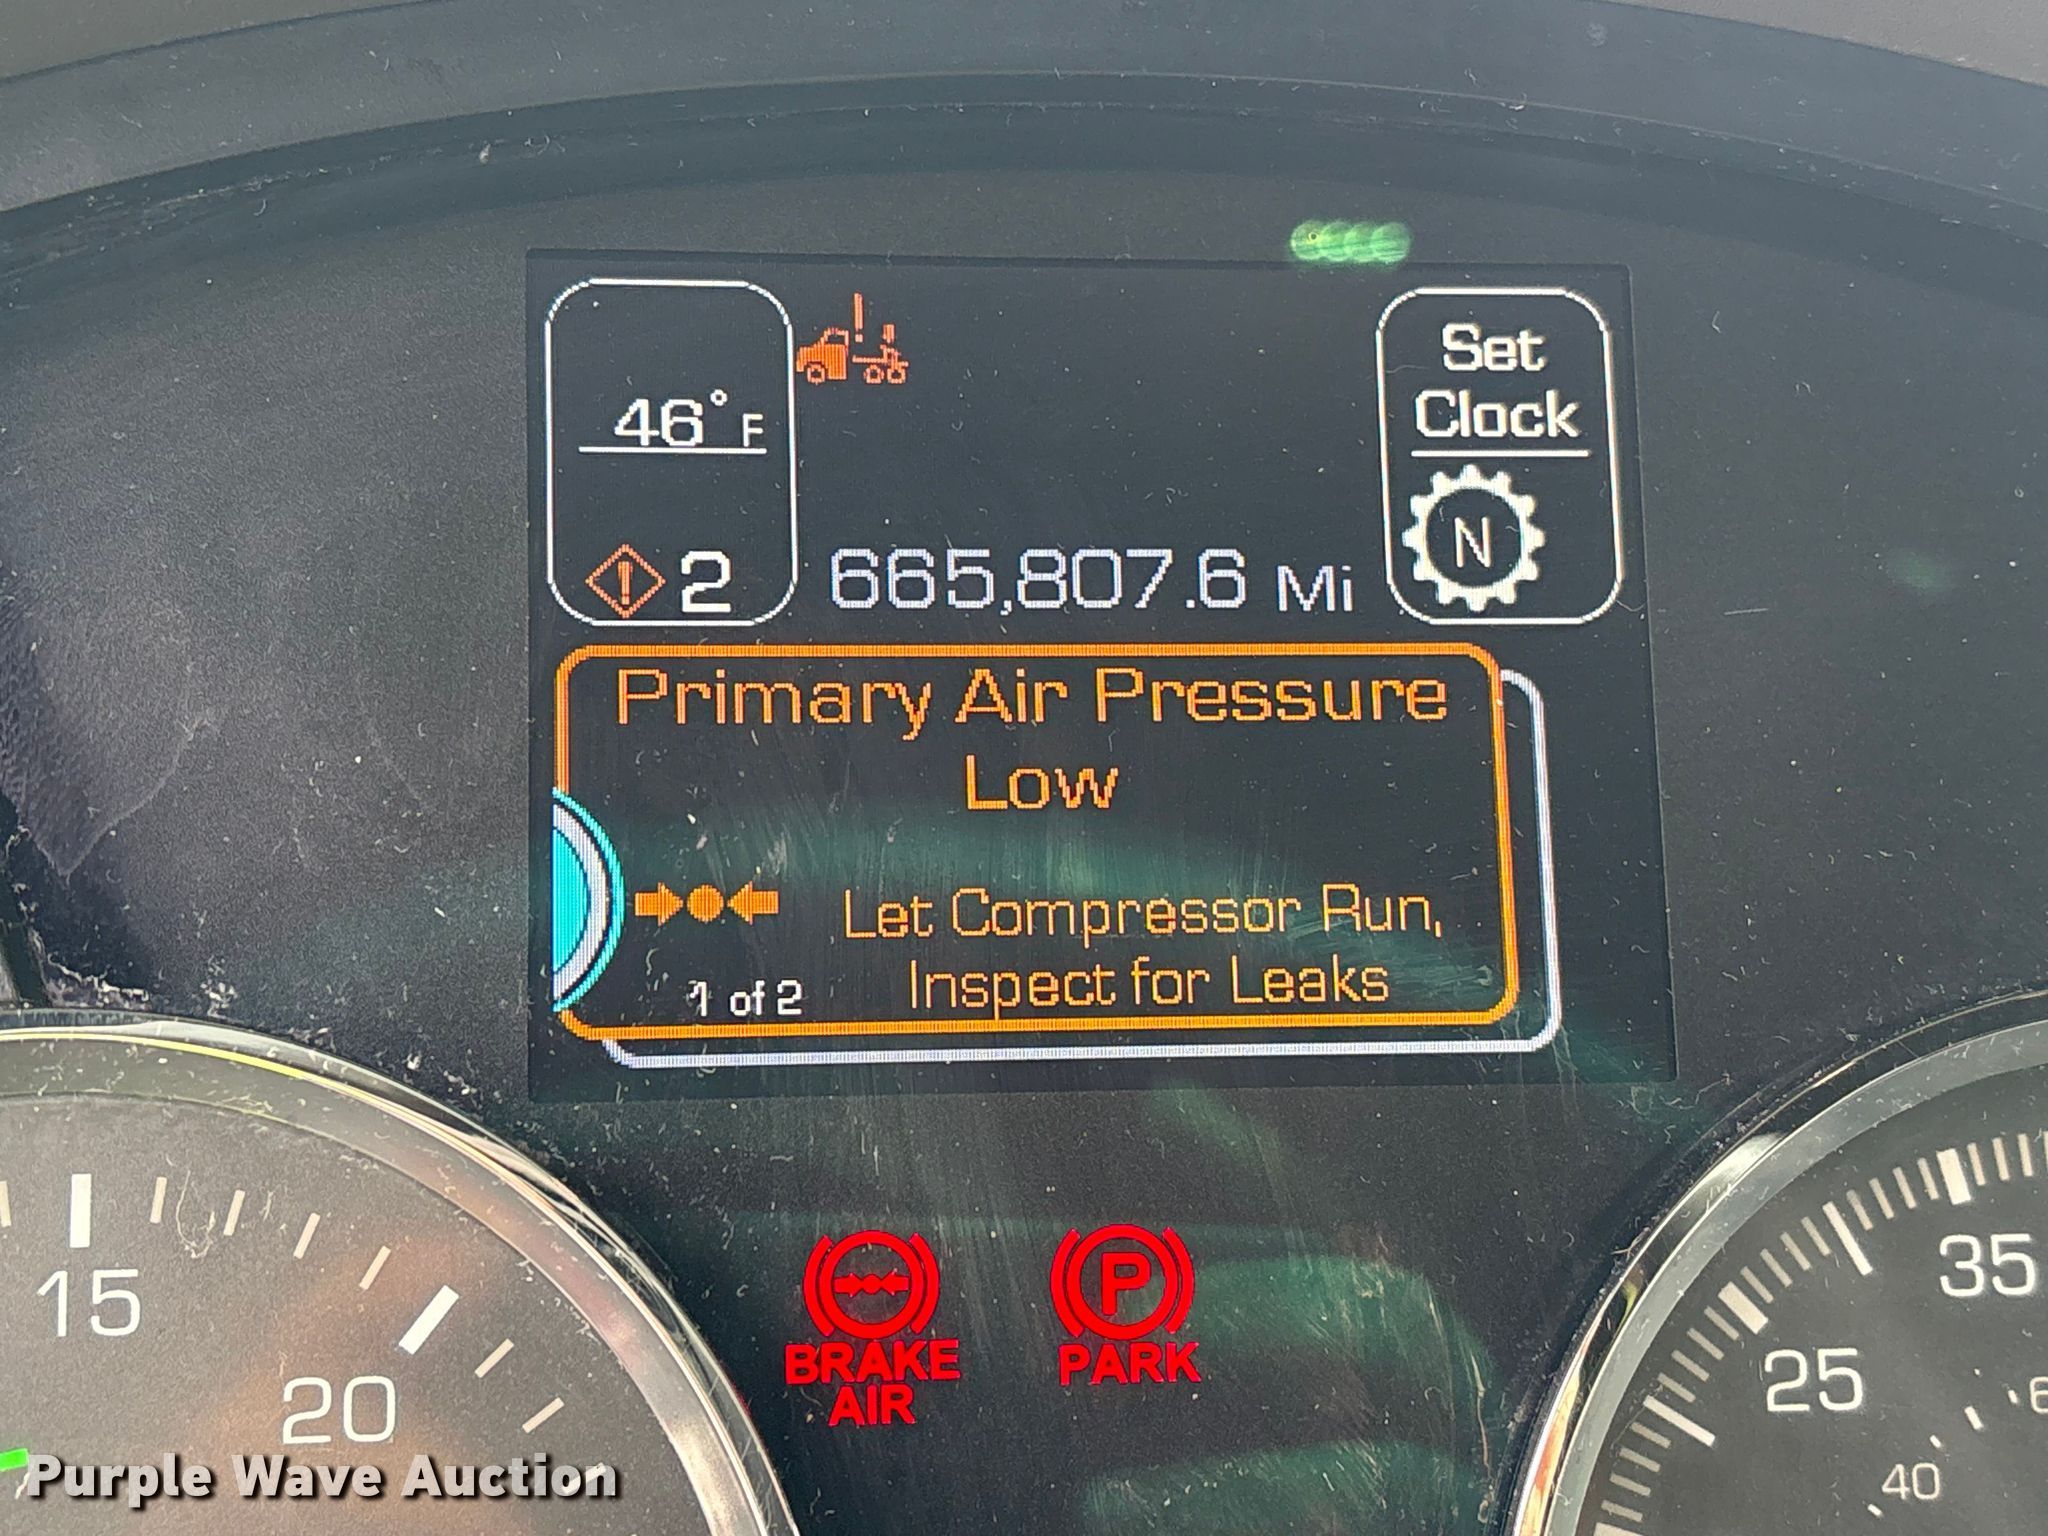 46° F
Set
Clock
N
2
665,807.6 Mi
Primary Air Pressure
Low
Let Compressor Run,
Inspect for Leaks
1 of 2
15
20
BRAKE
AIR
P
PARK
35
25
40
Purple Wave Auction